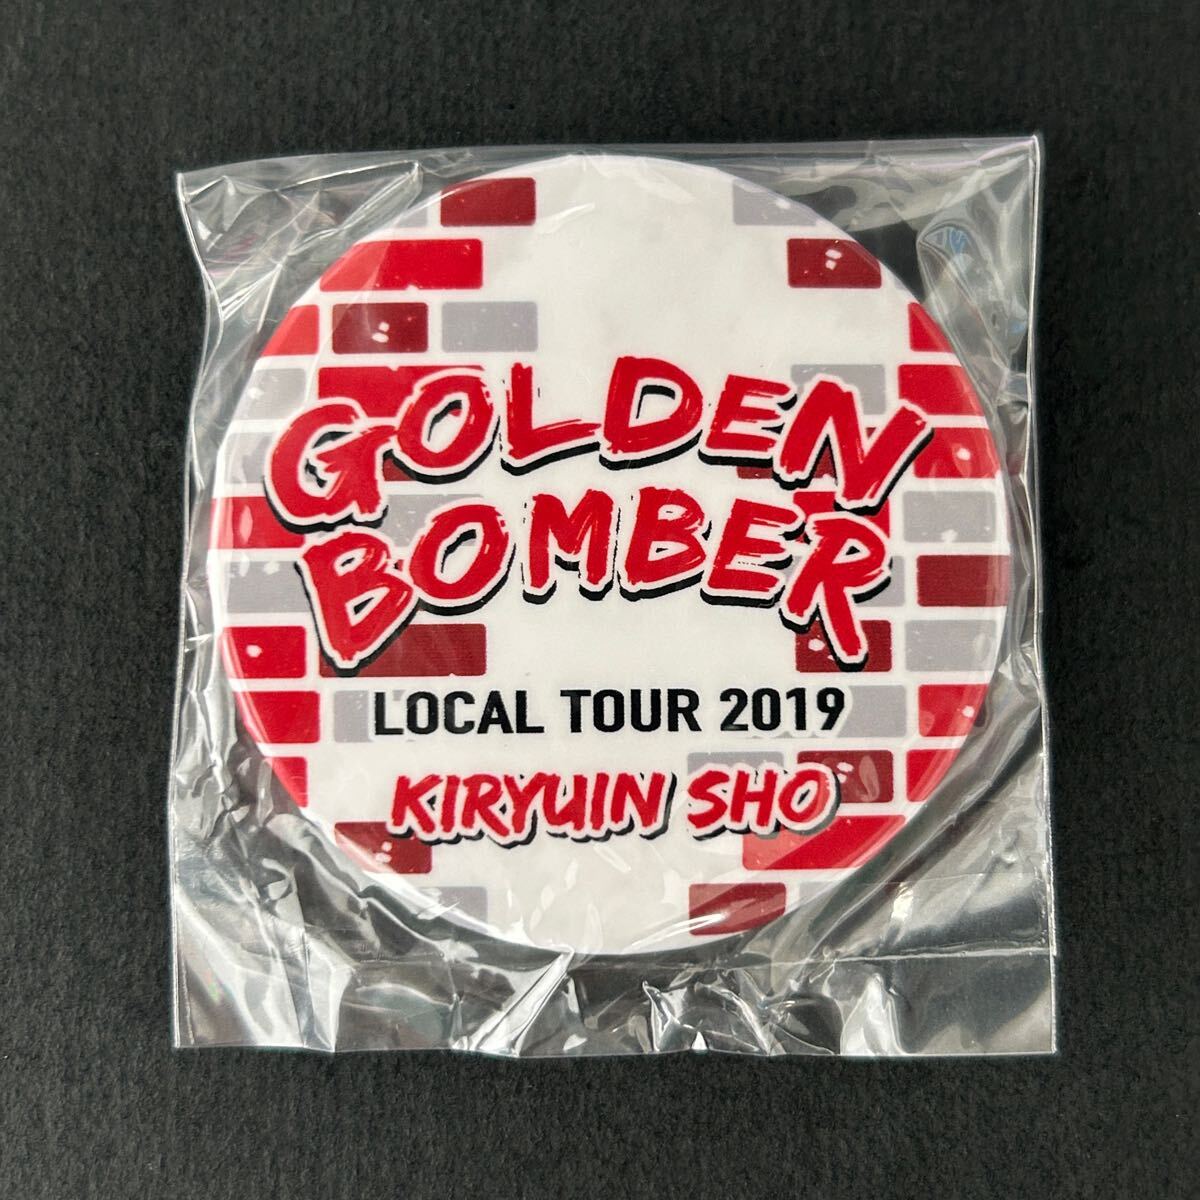 GOLDEN
BOMBER
LOCAL TOUR 2019
KIRYUIN SHO